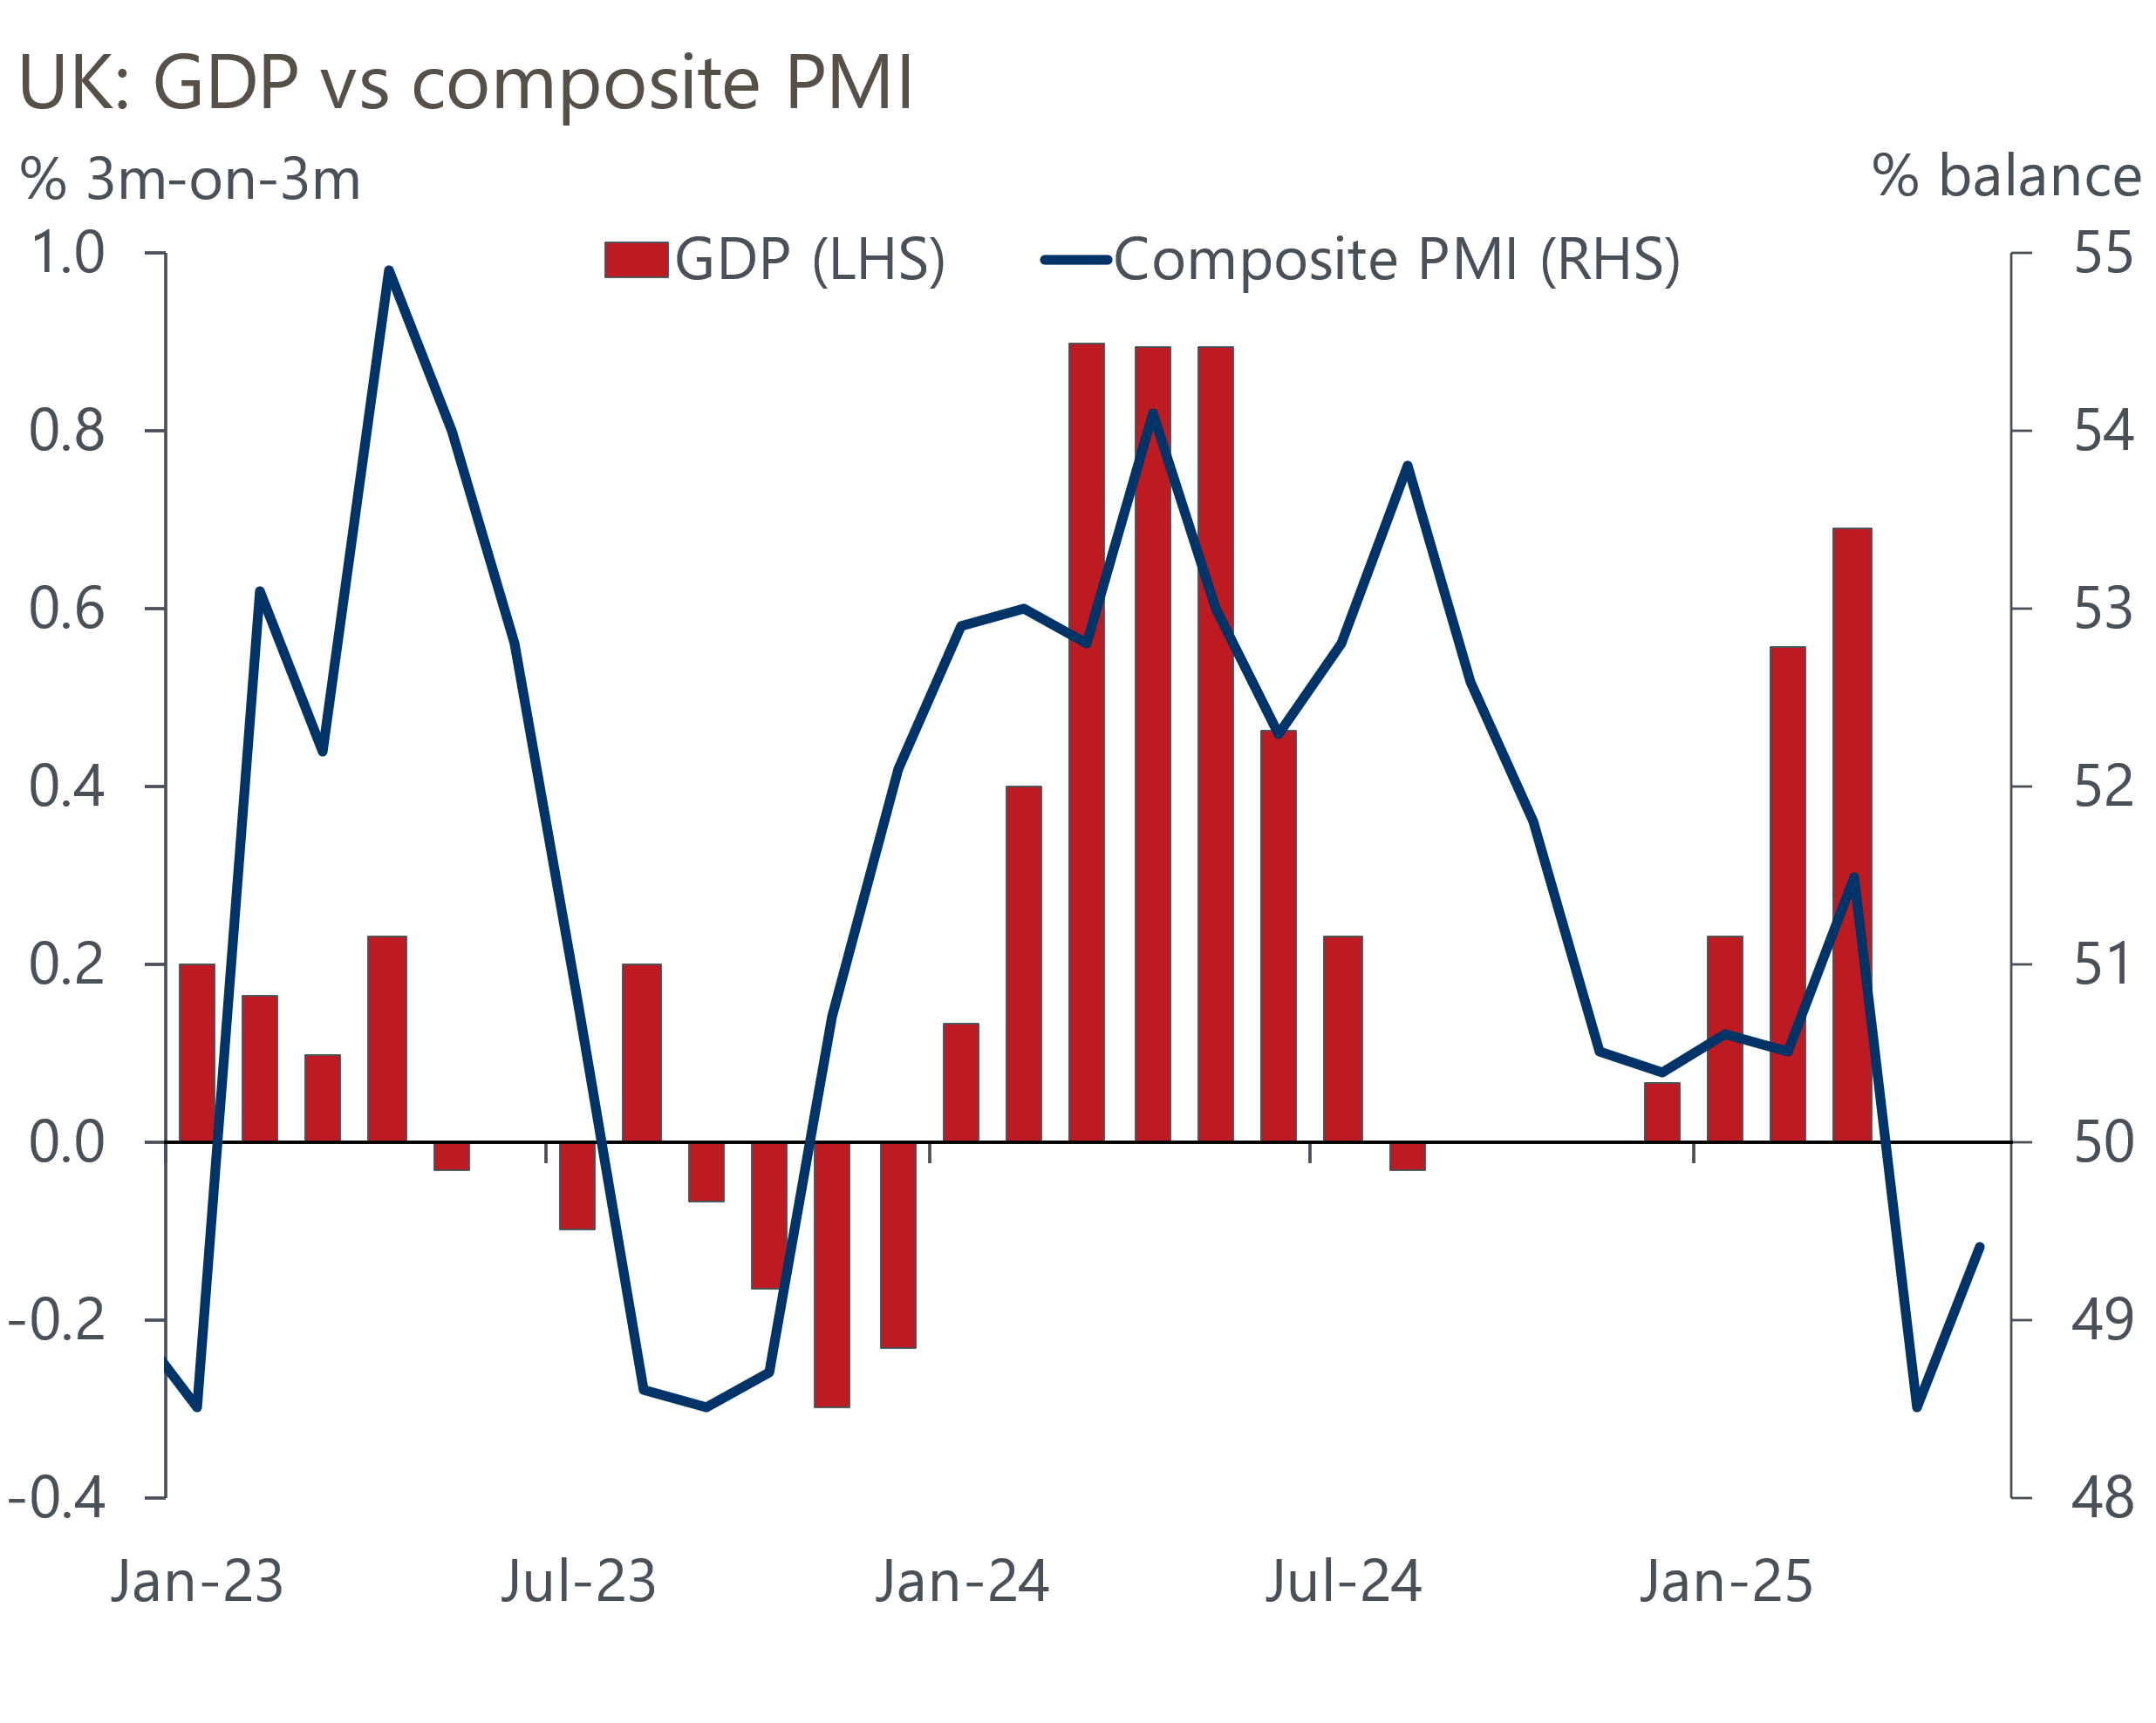 UK: GDP vs composite PMI
% 3m-on-3m
% balance
GDP (LHS)
Composite PMI (RHS)
1.0
0.8
0.6
0.4
0.2
0.0
-0.2
-0.4
55
54
53
52
51
50
49
48
Jan-23
Jul-23
Jan-24
Jul-24
Jan-25